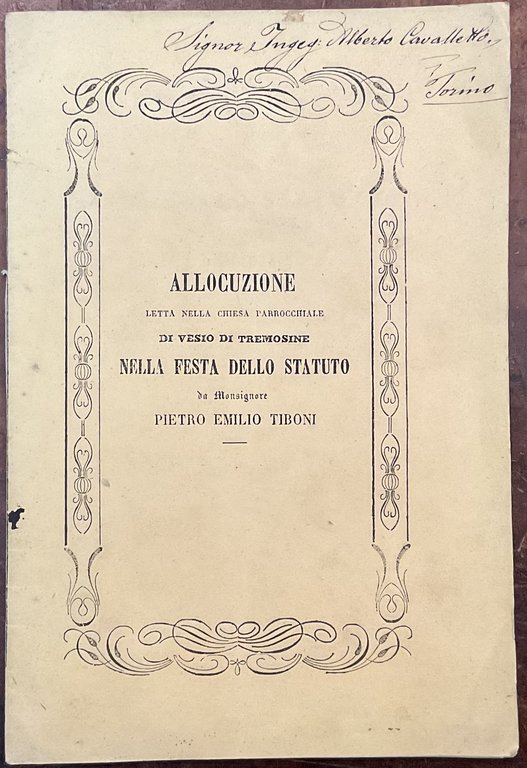 Signor Ingeg: Alberto Cavalletto.
Torino
ALLOCUZIONE
LETTA NELLA CHIESA PARROCCHIALE
DI VESIO DI TREMOSINE
NELLA FESTA DELLO STATUTO
da Monsignore
PIETRO EMILIO TIBONI